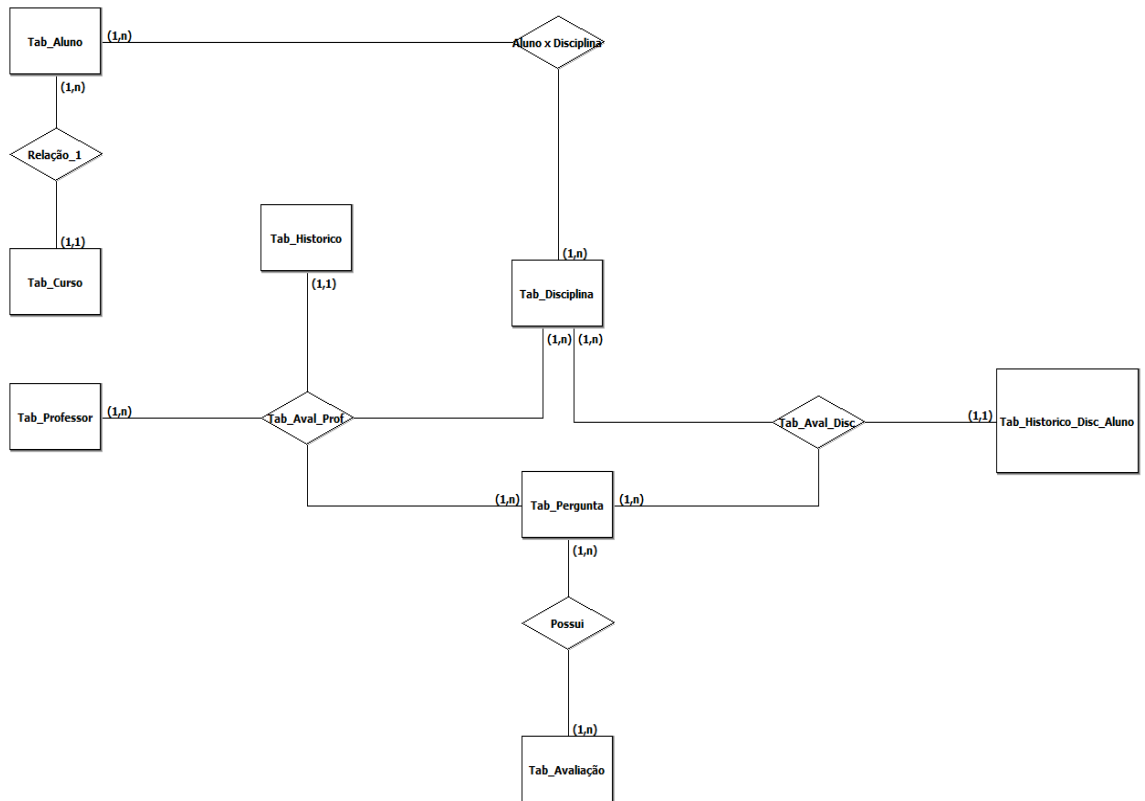 Tab_Aluno
(1,n)
Aluno x Disciplina
(1,n)
Relação_1
(1,1)
Tab_Curso
Tab_Historico
(1,1)
(1,n)
Tab_Disciplina
(1,n)
(1,n)
Tab_Professor
(1,n)
Tab_Aval_Prof
Tab_Aval_Disc
(1,1)
Tab_Historico_Disc_Aluno
(1,n)
Tab_Pergunta
(1,n)
(1,n)
Possui
(1,n)
Tab_Avaliação